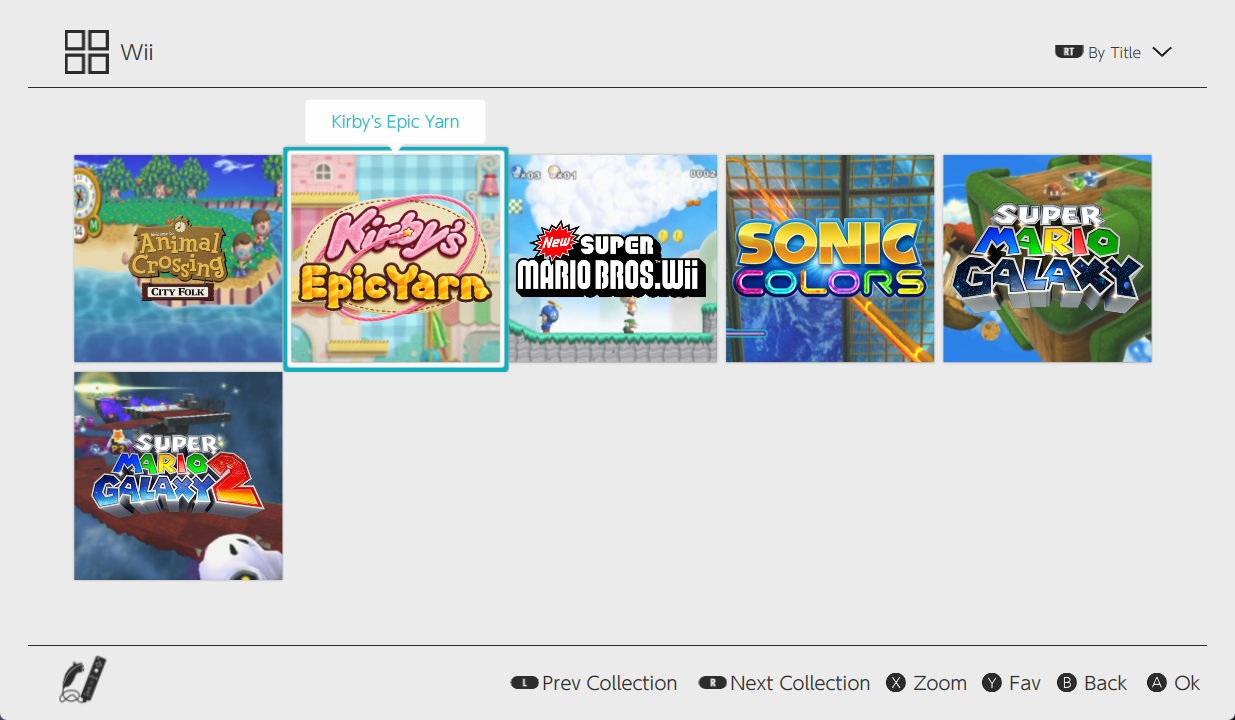 Wii
RT By Title
Kirby's Epic Yarn
14
M
Welcome to
Animal
Crossing
CITY FOLK
Kirby's
Epic Yarn
03 01 0002
New SUPER
MARIO BROS.Wii
SONIC
COLORS
SUPER
MARIO
GALAXY
P2
SUPER
MARIO
GALAXY 2
L Prev Collection R Next Collection X Zoom Y Fav B Back A Ok